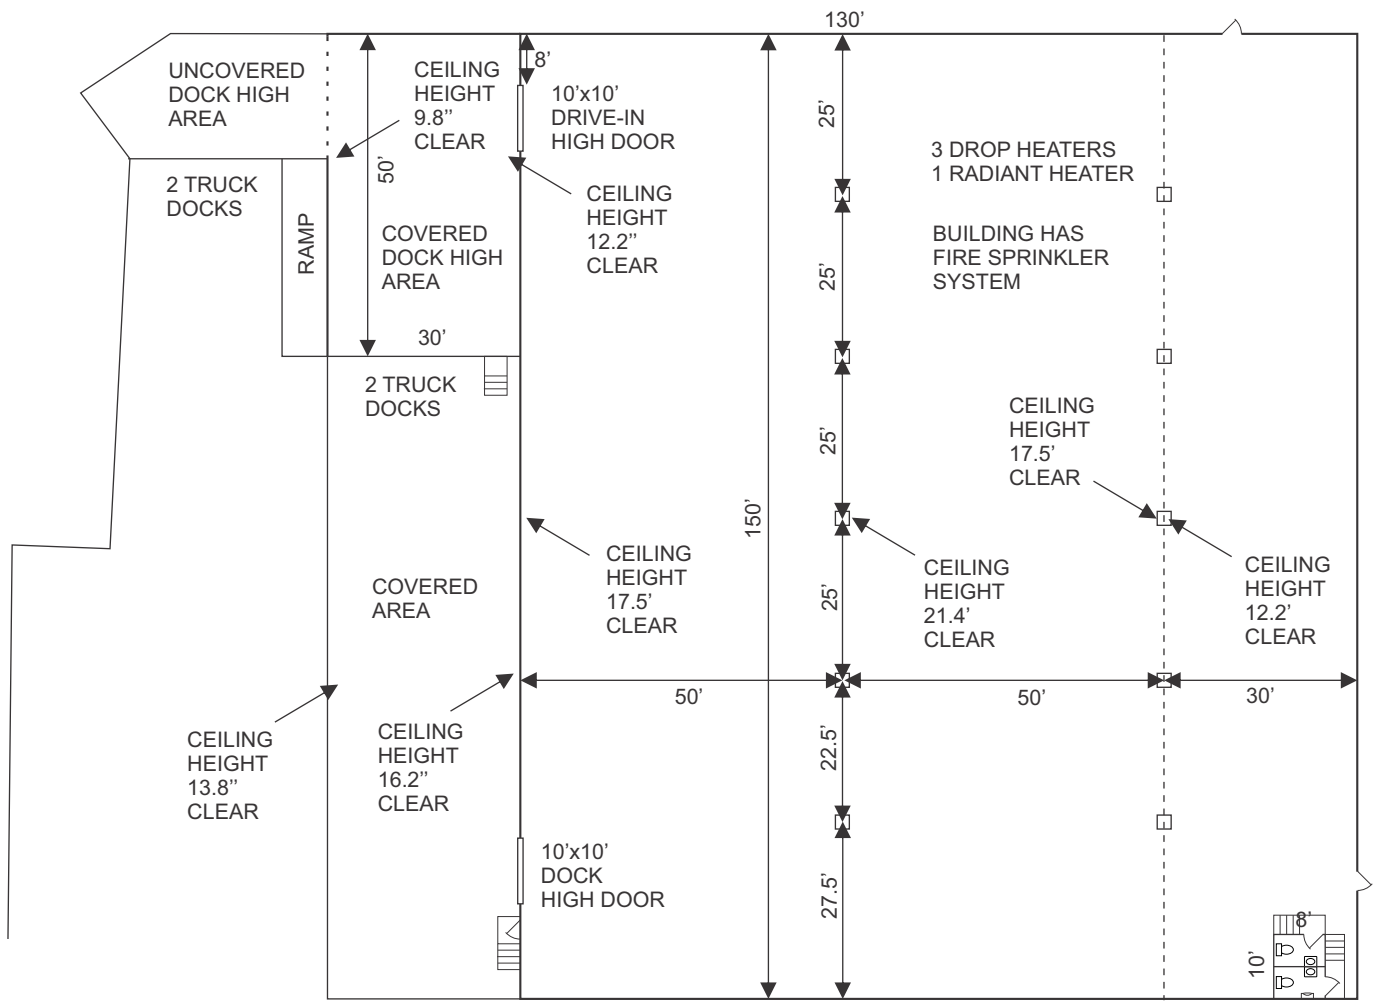 130’
UNCOVERED
DOCK HIGH
AREA
CEILING
HEIGHT
9.8’’
CLEAR
8’
10’x10’
DRIVE-IN
HIGH DOOR
25’
3 DROP HEATERS
1 RADIANT HEATER
50’
2 TRUCK
DOCKS
RAMP
COVERED
DOCK HIGH
AREA
CEILING
HEIGHT
12.2’’
CLEAR
25’
BUILDING HAS
FIRE SPRINKLER
SYSTEM
30’
2 TRUCK
DOCKS
25’
CEILING
HEIGHT
17.5’
CLEAR
150’
COVERED
AREA
CEILING
HEIGHT
17.5’
CLEAR
25’
CEILING
HEIGHT
21.4’
CLEAR
CEILING
HEIGHT
12.2’
CLEAR
50’
50’
30’
CEILING
HEIGHT
13.8’’
CLEAR
CEILING
HEIGHT
16.2’’
CLEAR
22.5’
10’x10’
DOCK
HIGH DOOR
27.5’
8’
10’